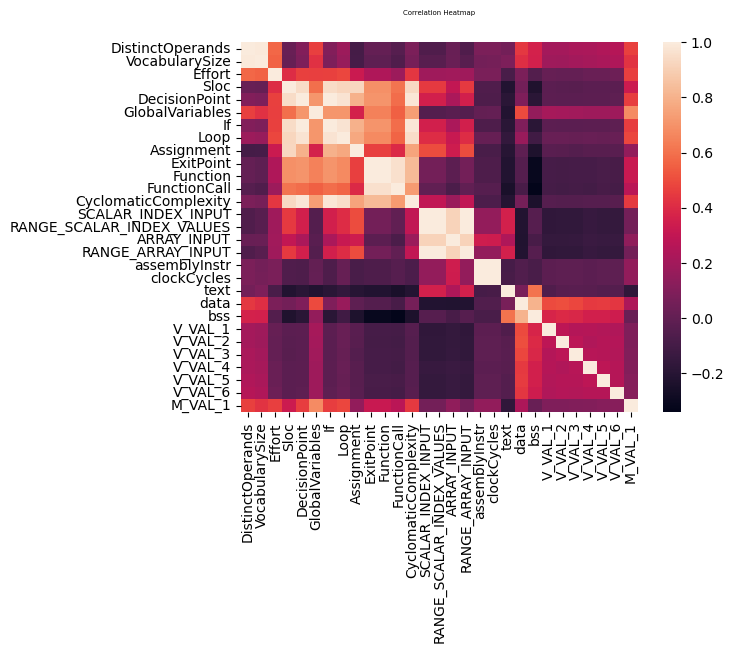 Correlation Heatmap
DistinctOperands
VocabularySize
Effort
Sloc
DecisionPoint
GlobalVariables
If
Loop
Assignment
ExitPoint
Function
FunctionCall
CyclomaticComplexity
SCALAR_INDEX_INPUT
RANGE_SCALAR_INDEX_VALUES
ARRAY_INPUT
RANGE_ARRAY_INPUT
assemblyInstr
clockCycles
text
data
bss
V_VAL_1
V_VAL_2
V_VAL_3
V_VAL_4
V_VAL_5
V_VAL_6
M_VAL_1
DistinctOperands
VocabularySize
Effort
Sloc
DecisionPoint
GlobalVariables
If
Loop
Assignment
ExitPoint
Function
FunctionCall
CyclomaticComplexity
SCALAR_INDEX_INPUT
RANGE_SCALAR_INDEX_VALUES
ARRAY_INPUT
RANGE_ARRAY_INPUT
assemblyInstr
clockCycles
text
data
bss
V_VAL_1
V_VAL_2
V_VAL_3
V_VAL_4
V_VAL_5
V_VAL_6
M_VAL_1
1.0
0.8
0.6
0.4
0.2
0.0
−0.2